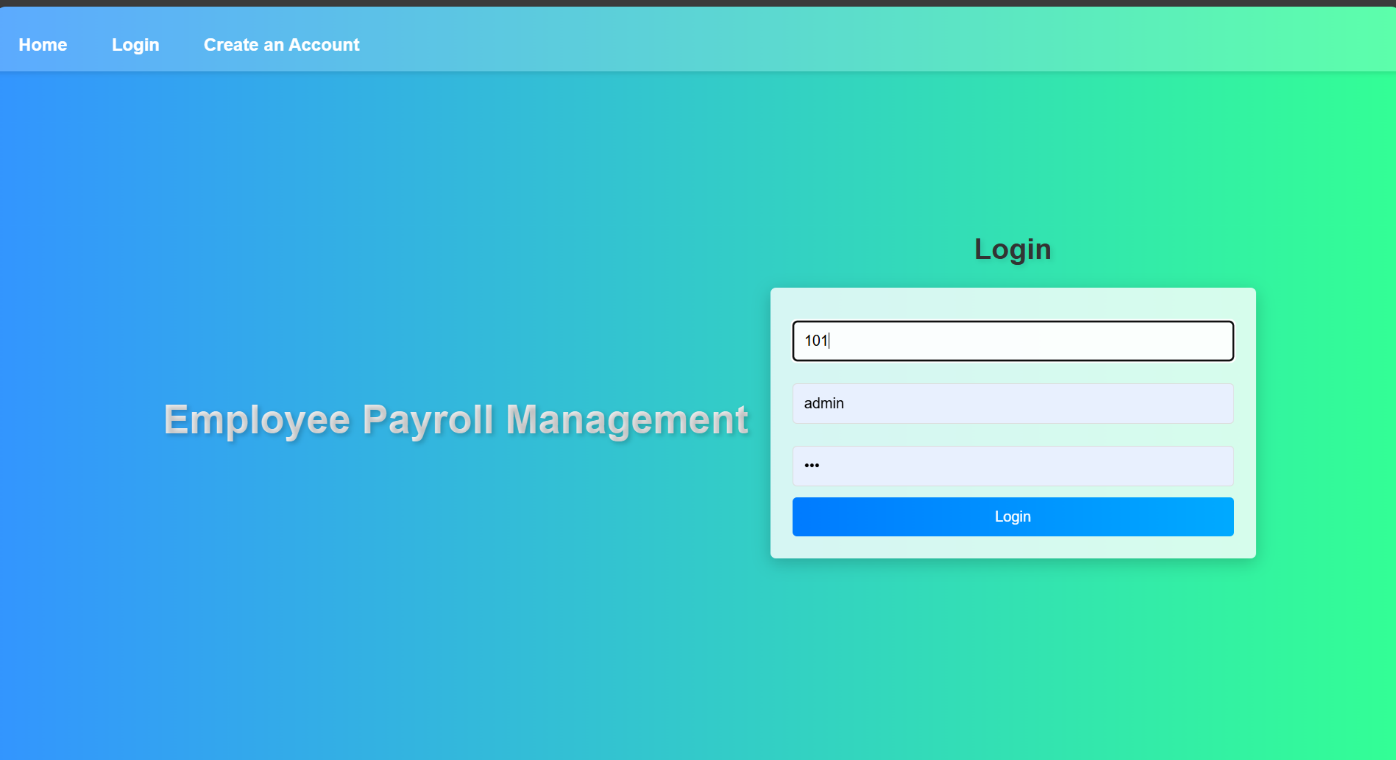 Home Login Create an Account
Login
101
Employee Payroll Management
admin
•••
Login